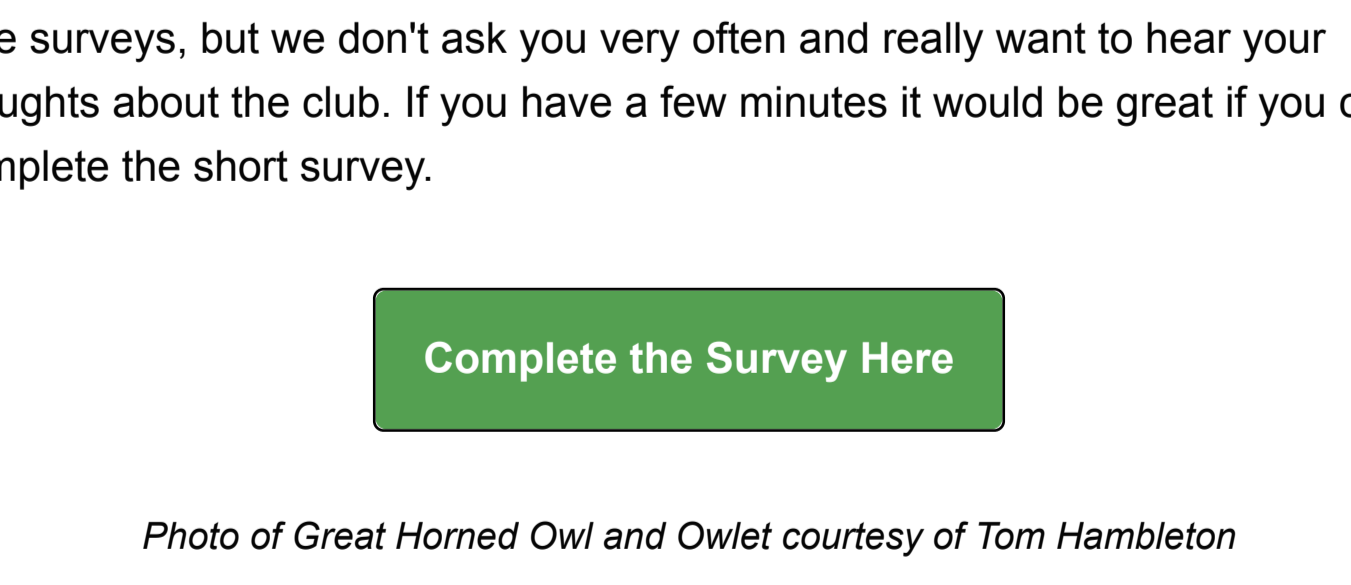 surveys, but we don't ask you very often and really want to hear your
about the club. If you have a few minutes it would be great if you
the short survey.
Complete the Survey Here
Photo of Great Horned Owl and Owlet courtesy of Tom Hambleton